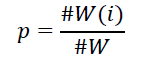 p = #W(i) / #W